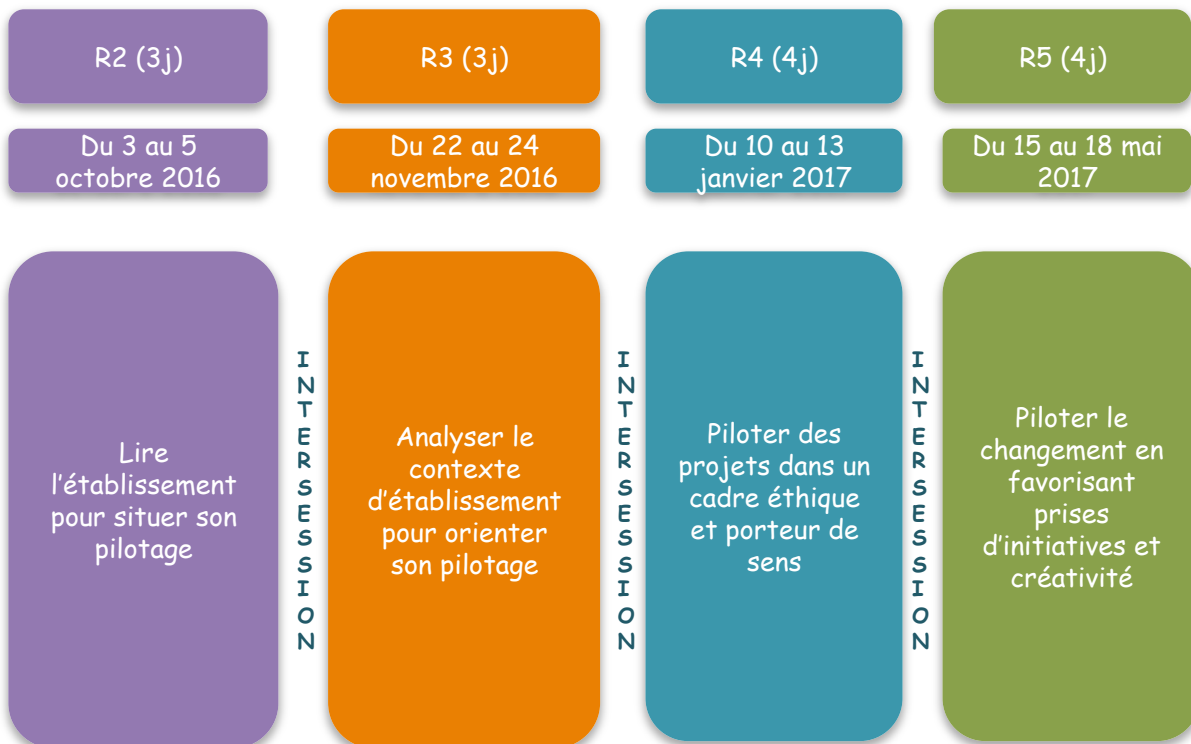 R2 (3j)
R3 (3j)
R4 (4j)
R5 (4j)
Du 3 au 5
octobre 2016
Du 22 au 24
novembre 2016
Du 10 au 13
janvier 2017
Du 15 au 18 mai
2017
Lire
l'établissement
pour situer son
pilotage
INTERSESSION
Analyser le
contexte
d'établissement
pour orienter
son pilotage
INTERSESSION
Piloter des
projets dans un
cadre éthique
et porteur de
sens
INTERSESSION
Piloter le
changement en
favorisant
prises
d'initiatives et
créativité